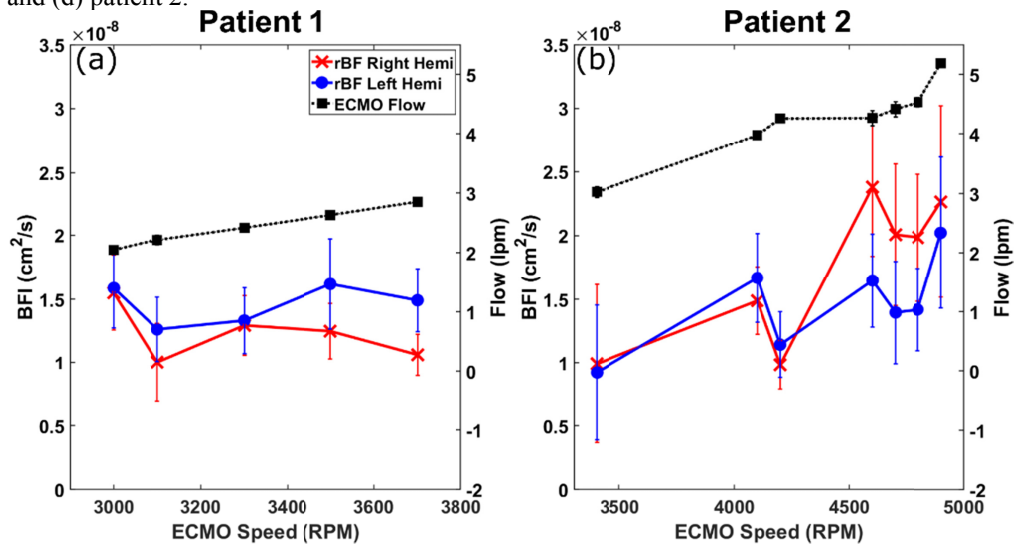 and (d) patient 2.
Patient 1
×10⁻⁸
(a)
rBF Right Hemi
rBF Left Hemi
ECMO Flow
3.5
3
2.5
2
1.5
1
0.5
0
BFI (cm²/s)
5
4
3
2
1
0
-1
-2
Flow (lpm)
3000 3200 3400 3600 3800
ECMO Speed (RPM)
Patient 2
×10⁻⁸
(b)
3.5
3
2.5
2
1.5
1
0.5
0
BFI (cm²/s)
5
4
3
2
1
0
-1
-2
Flow (lpm)
3500 4000 4500 5000
ECMO Speed (RPM)